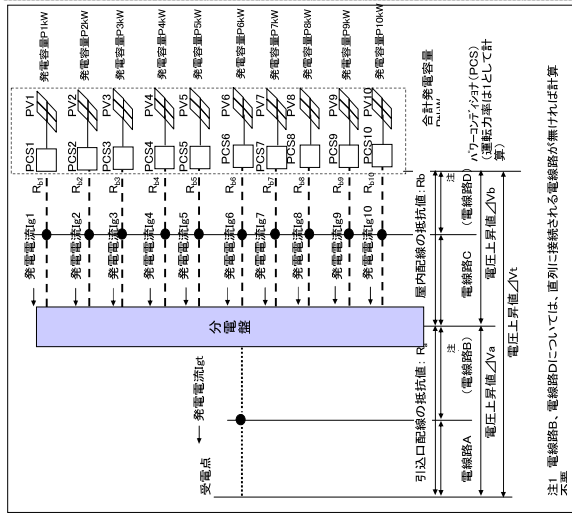 発電容量P1kW
発電容量P2kW
発電容量P3kW
発電容量P4kW
発電容量P5kW
発電容量P6kW
発電容量P7kW
発電容量P8kW
発電容量P9kW
発電容量P10kW
合計発電容量
PV1
PV2
PV3
PV4
PV5
PV6
PV7
PV8
PV9
PV10
パワーコンディショナ(PCS)
(運転力率は1として計
算)
PCS1
PCS2
PCS3
PCS4
PCS5
PCS6
PCS7
PCS8
PCS9
PCS10
Rb1
Rb2
Rb3
Rb4
Rb5
Rb6
Rb7
Rb8
Rb9
Rb10
発電電流Ig1
発電電流Ig2
発電電流Ig3
発電電流Ig4
発電電流Ig5
発電電流Ig6
発電電流Ig7
発電電流Ig8
発電電流Ig9
発電電流Ig10
屋内配線の抵抗値:Rb
電線路C
(電線路D)
注
電圧上昇値⊿Vb
分電盤
発電電流Igt
受電点
引込口配線の抵抗値:
電線路A
(電線路B)
注
電圧上昇値⊿Va
電圧上昇値⊿Vt
注1 電線路B、電線路Dについては、直列に接続される電線路が無ければ計算
不要